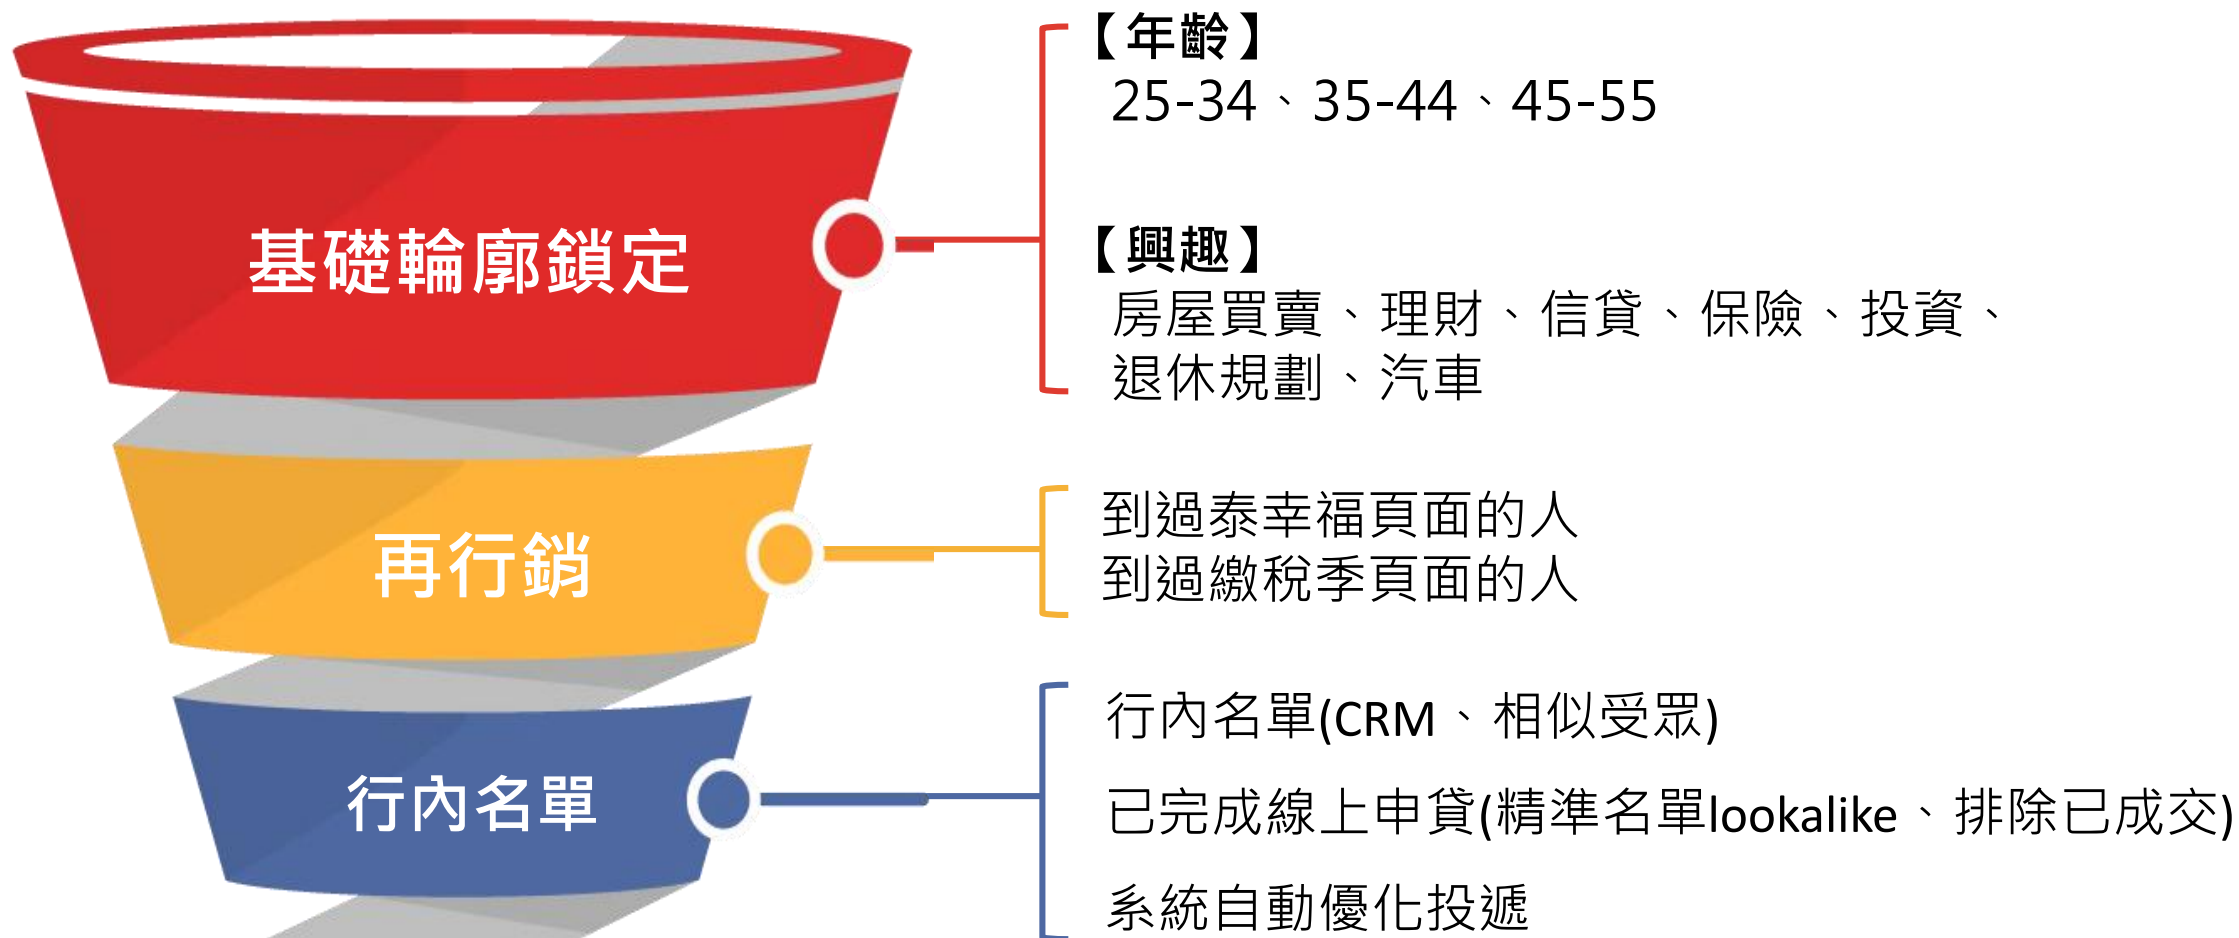 基礎輪廓鎖定
【年齡】
25-34、35-44、45-55
【興趣】
房屋買賣、理財、信貸、保險、投資、
退休規劃、汽車
再行銷
到過泰幸福頁面的人
到過繳稅季頁面的人
行內名單
行內名單(CRM、相似受眾)
已完成線上申貸(精準名單lookalike、排除已成交)
系統自動優化投遞